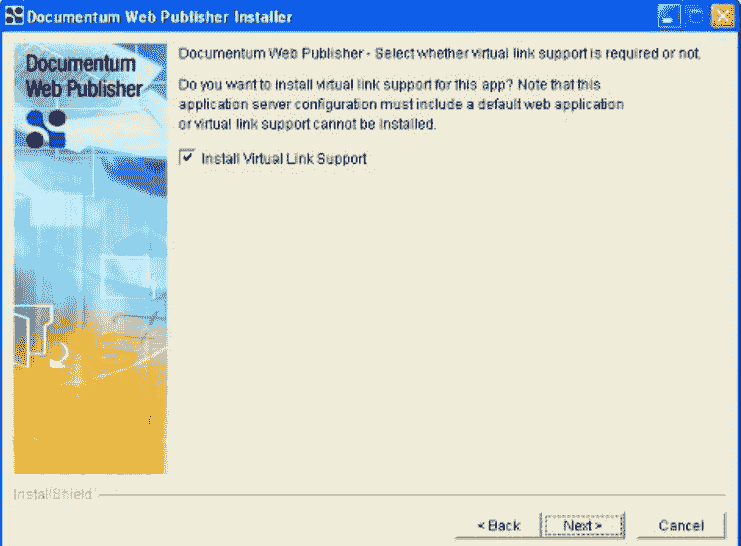 Documentum Web Publisher Installer
Documentum
Web Publisher
Documentum Web Publisher - Select whether virtual link support is required or not.
Do you want to install virtual link support for this app? Note that this
application server configuration must include a default web application
or virtual link support cannot be installed.
Install Virtual Link Support
InstallShield
< Back
Next >
Cancel